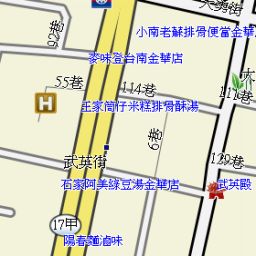 大勇街
小南老蘇排骨便當金華
麥味登台南金華店
92巷
55巷
114巷
111巷
王家筒仔米糕排骨酥湯
6巷
武英街
129巷
石家阿美綠豆湯金華店
武英殿
17甲
陽春麵滷味
H